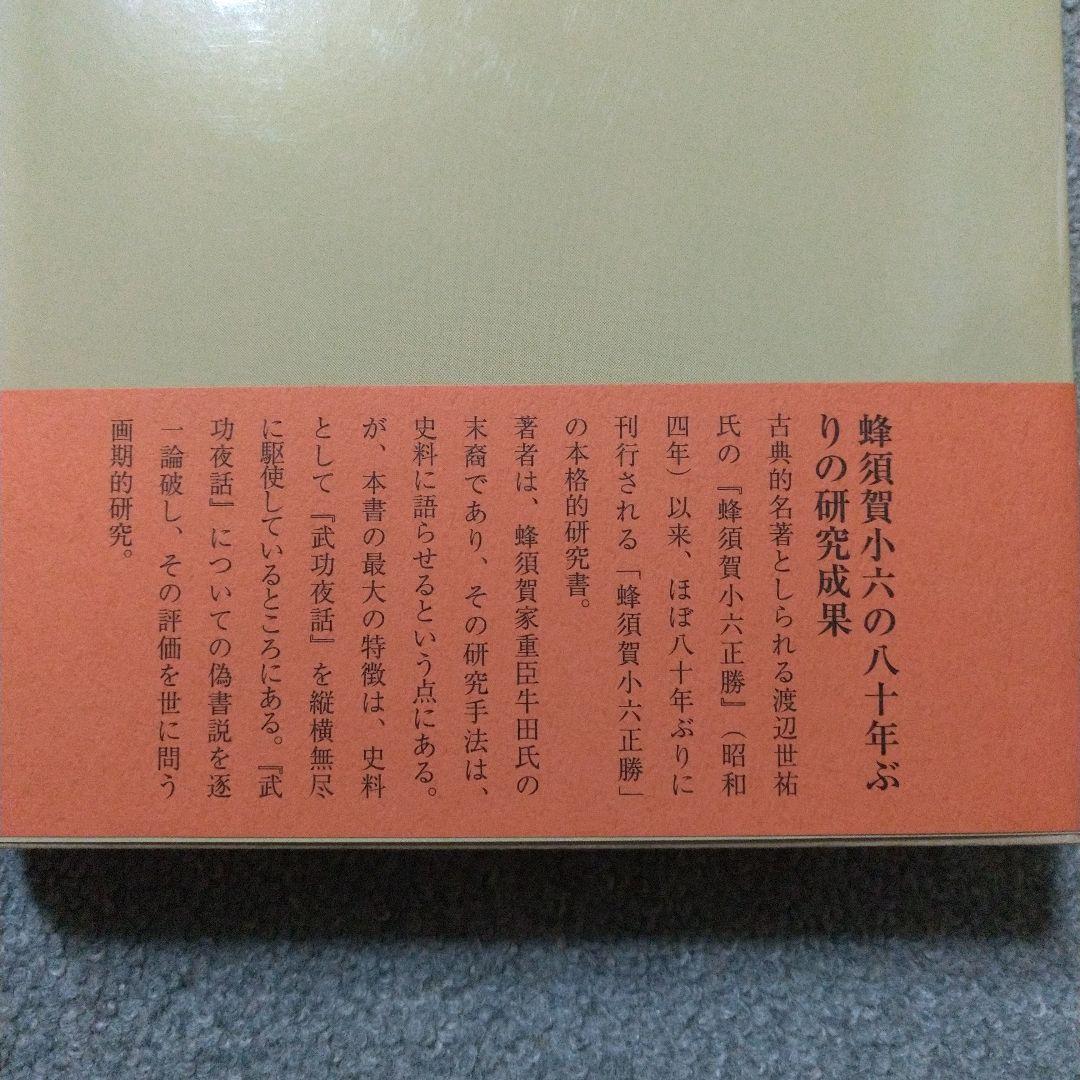 蜂須賀小六の八十年ぶ
りの研究成果
古典的名著としられる渡辺世祐
氏の『蜂須賀小六正勝』（昭和
四年）以来、ほぼ八十年ぶりに
刊行される「蜂須賀小六正勝」
の本格的研究書。
著者は、蜂須賀家重臣牛田氏の
末裔であり、その研究手法は、
史料に語らせるという点にある。
が、本書の最大の特徴は、史料
として『武功夜話』を縦横無尽
に駆使しているところにある。『武
功夜話』についての偽書説を逐
一論破し、その評価を世に問う
画期的研究。